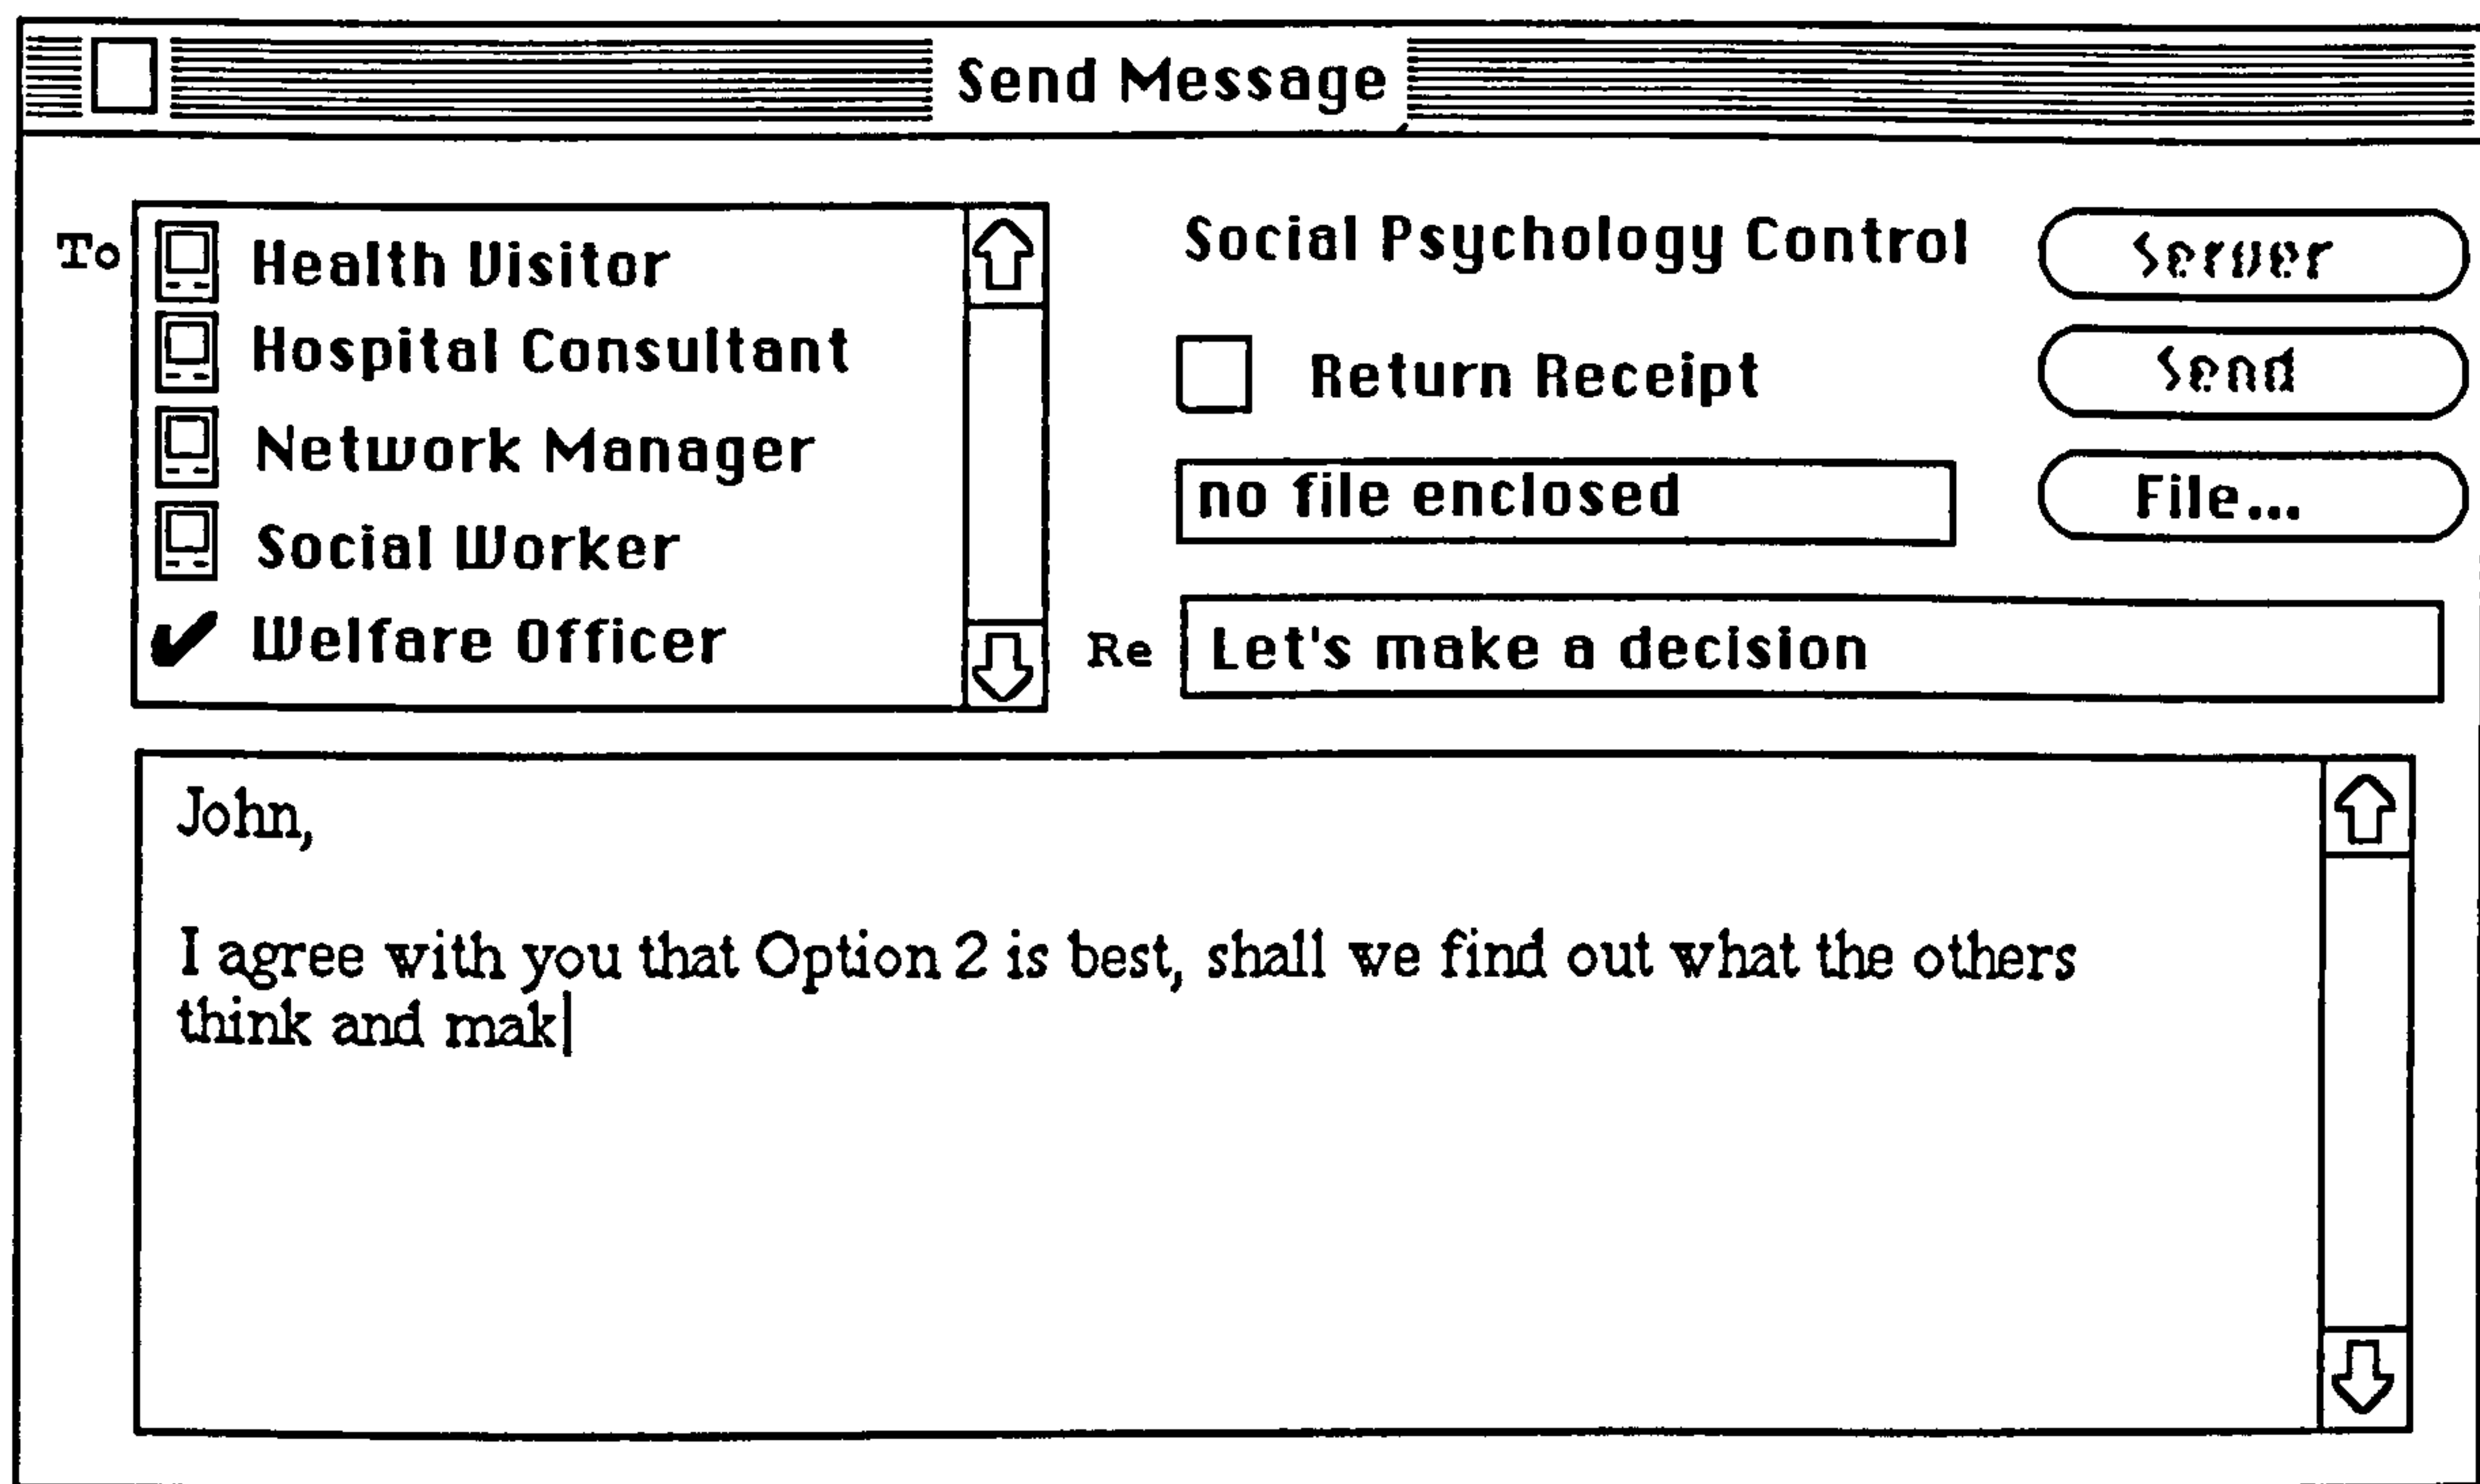 Send Message
To
Health Visitor
Hospital Consultant
Network Manager
Social Worker
Welfare Officer
Social Psychology Control
Server
Return Receipt
Send
no file enclosed
File...
Re
Let's make a decision
John,
I agree with you that Option 2 is best, shall we find out what the others
think and mak